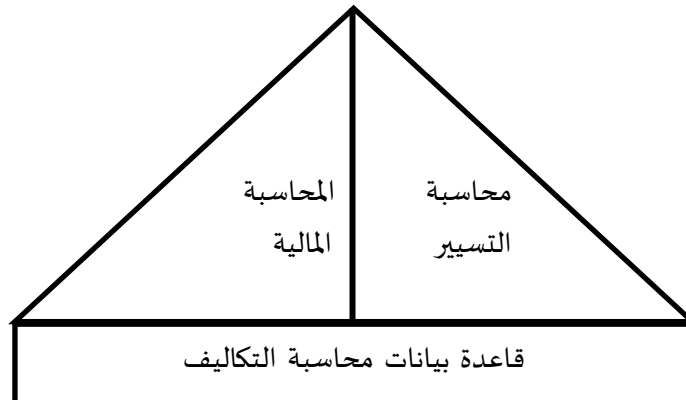 محاسبة
التسيير
المحاسبة
المالية
قاعدة بيانات محاسبة التكاليف